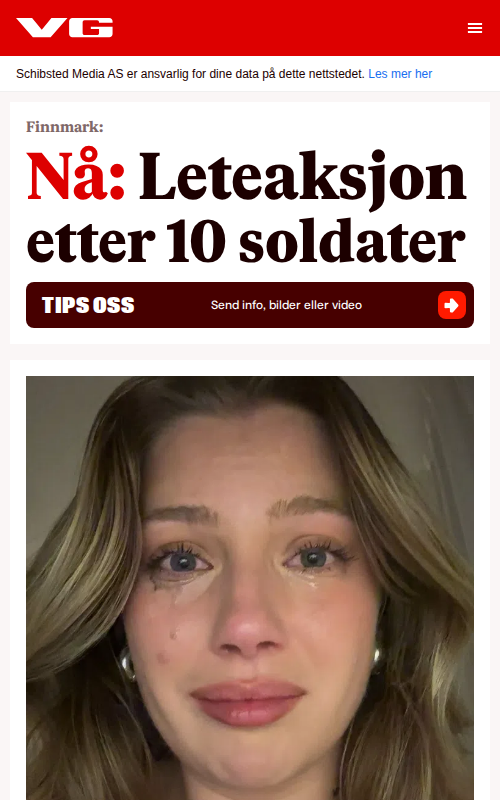 VG
Schibsted Media AS er ansvarlig for dine data på dette nettstedet. Les mer her
Finnmark:
Nå: Leteaksjon
etter 10 soldater
TIPS OSS Send info, bilder eller video